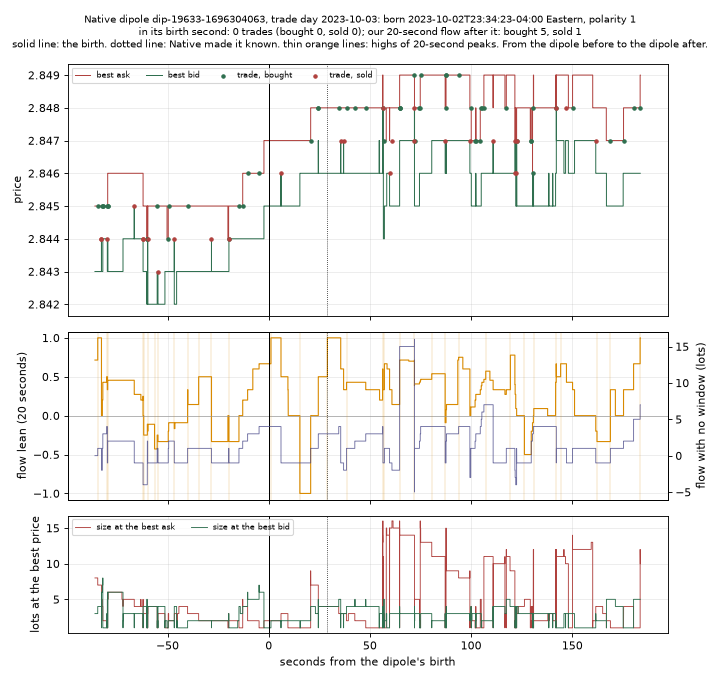 Native dipole dip-19633-1696304063, trade day 2023-10-03: born 2023-10-02T23:34:23-04:00 Eastern, polarity 1
in its birth second: 0 trades (bought 0, sold 0); our 20-second flow after it: bought 5, sold 1
solid line: the birth. dotted line: Native made it known. thin orange lines: highs of 20-second peaks. From the dipole before to the dipole after.
best ask
best bid
trade, bought
trade, sold
2.849
2.848
2.847
2.846
2.845
2.844
2.843
2.842
price
1.0
0.5
0.0
−0.5
−1.0
flow lean (20 seconds)
15
10
5
0
−5
flow with no window (lots)
size at the best ask
size at the best bid
15
10
5
lots at the best price
−50
0
50
100
150
seconds from the dipole's birth